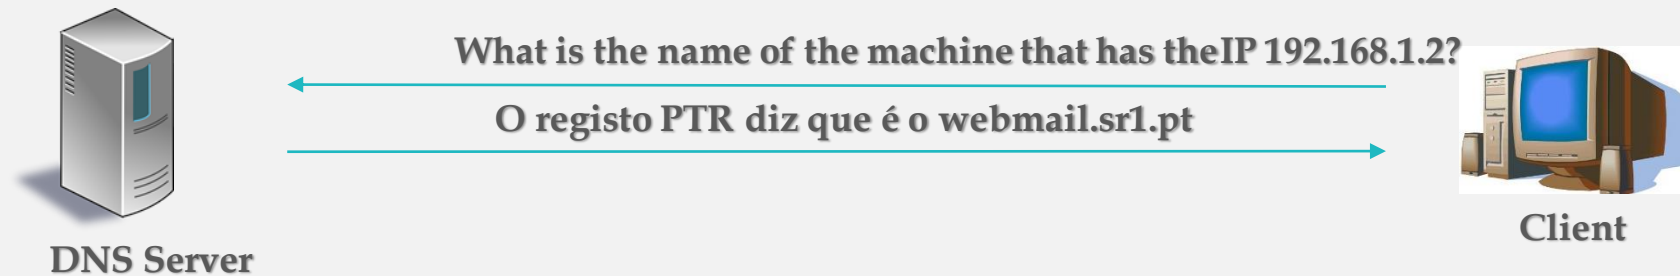 What is the name of the machine that has theIP 192.168.1.2?
O registo PTR diz que é o webmail.sr1.pt
Client
DNS Server